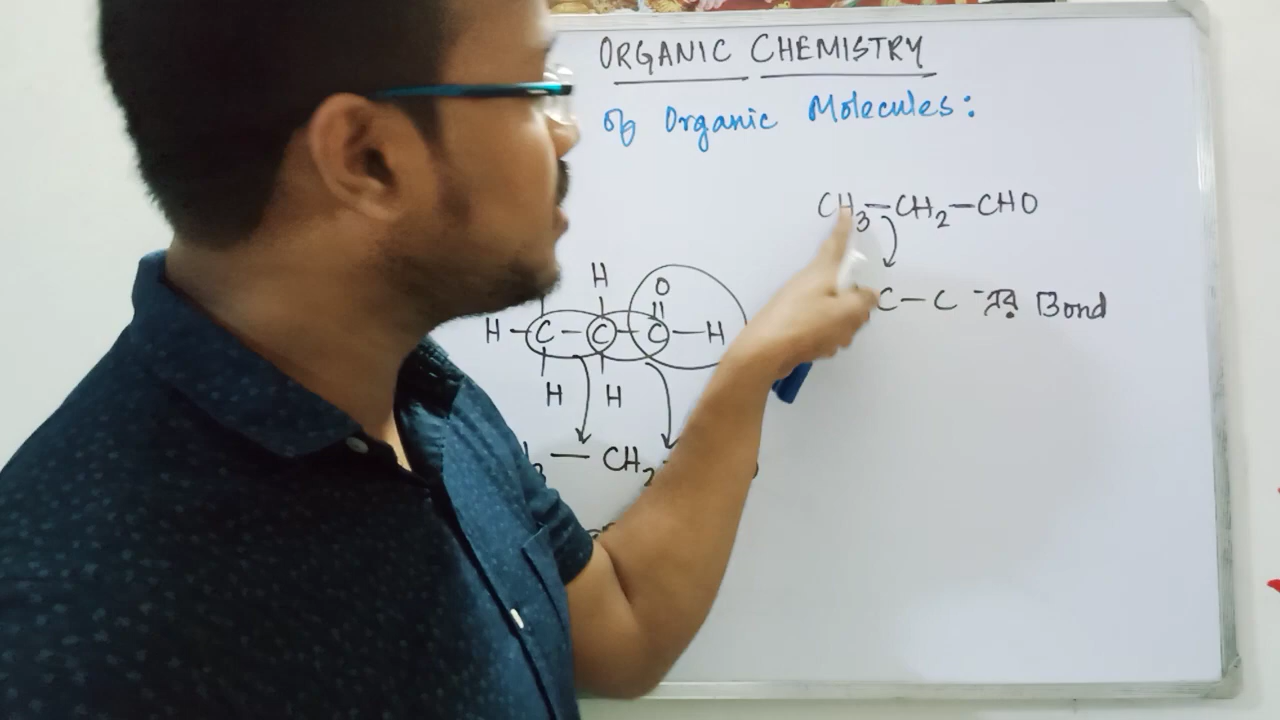 ORGANIC CHEMISTRY
of Organic Molecules:
CH3—CH2—CHO
H O
H—C—C—C—H
C—C Bond
H H
— CH2